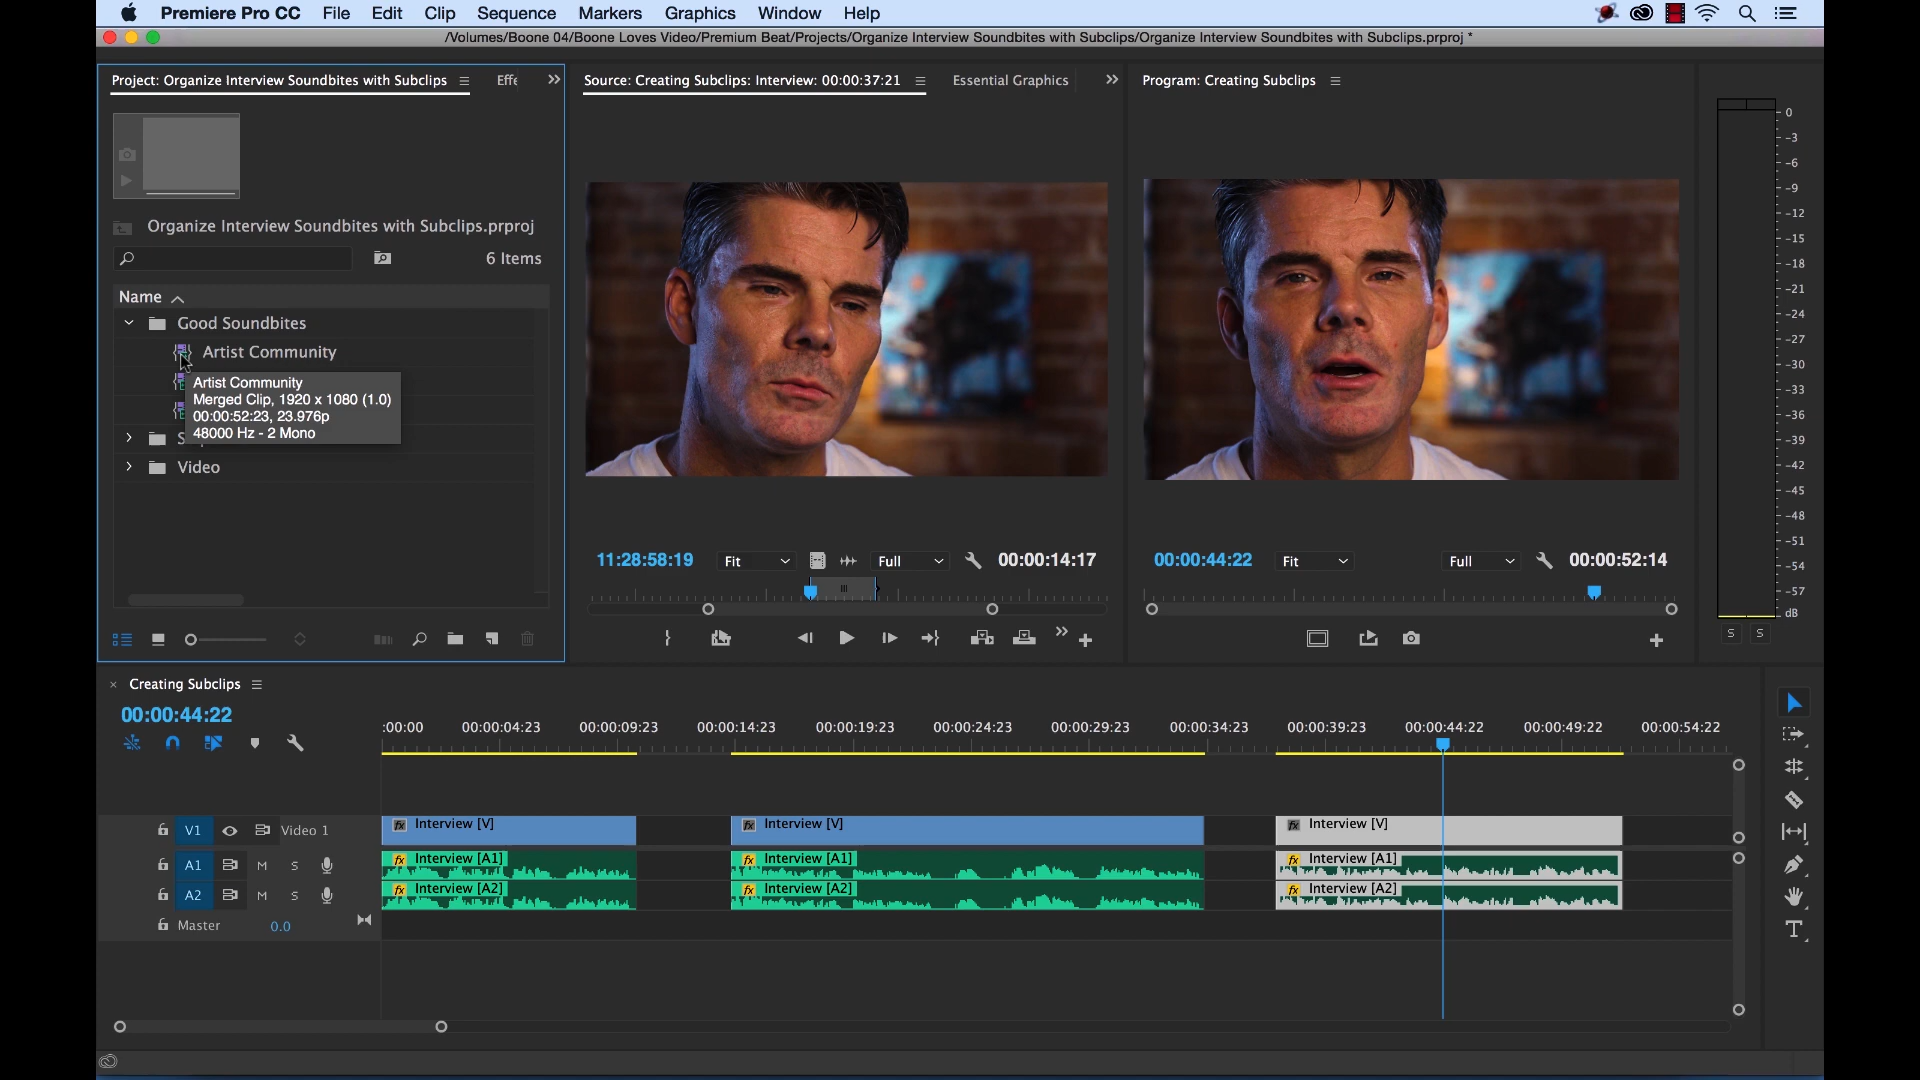 Premiere Pro CC File Edit Clip Sequence Markers Graphics Window Help
/Volumes/Boone 04/Boone Loves Video/Premium Beat/Projects/Organize Interview Soundbites with Subclips/Organize Interview Soundbites with Subclips.prproj *
Project: Organize Interview Soundbites with Subclips
Effe
Source: Creating Subclips: Interview: 00:00:37:21
Essential Graphics
Program: Creating Subclips
Organize Interview Soundbites with Subclips.prproj
6 Items
Name
Good Soundbites
Artist Community
Artist Community
Merged Clip, 1920 x 1080 (1.0)
00:00:52:23, 23.976p
48000 Hz - 2 Mono
Video
11:28:58:19
Fit
Full
00:00:14:17
00:00:44:22
Fit
Full
00:00:52:14
0
-3
-6
-9
-12
-15
-18
-21
-24
-27
-30
-33
-36
-39
-42
-45
-48
-51
-54
-57
dB
S S
Creating Subclips
00:00:44:22
:00:00 00:00:04:23 00:00:09:23 00:00:14:23 00:00:19:23 00:00:24:23 00:00:29:23 00:00:34:23 00:00:39:23 00:00:44:22 00:00:49:22 00:00:54:22
V1 Video 1
fx Interview [V] fx Interview [V] fx Interview [V]
A1 M S
fx Interview [A1] fx Interview [A1] fx Interview [A1]
A2 M S
fx Interview [A2] fx Interview [A2] fx Interview [A2]
Master 0.0